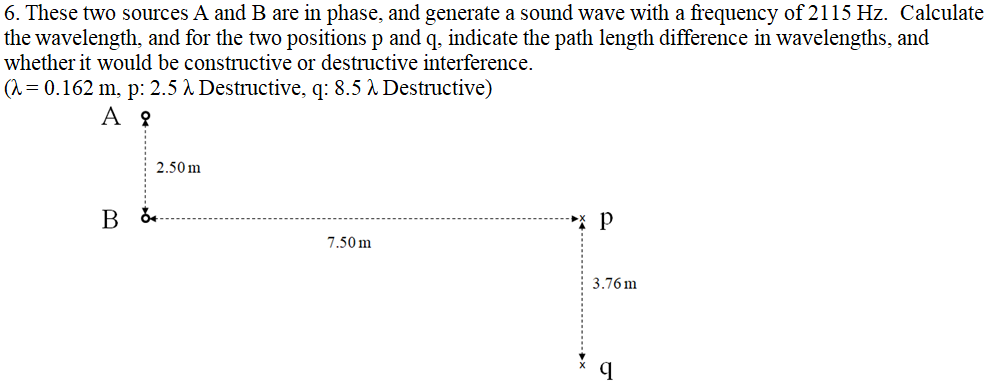 6. These two sources A and B are in phase, and generate a sound wave with a frequency of 2115 Hz. Calculate
the wavelength, and for the two positions p and q, indicate the path length difference in wavelengths, and
whether it would be constructive or destructive interference.
(λ = 0.162 m, p: 2.5 λ Destructive, q: 8.5 λ Destructive)
A
2.50 m
B
p
7.50 m
3.76 m
q